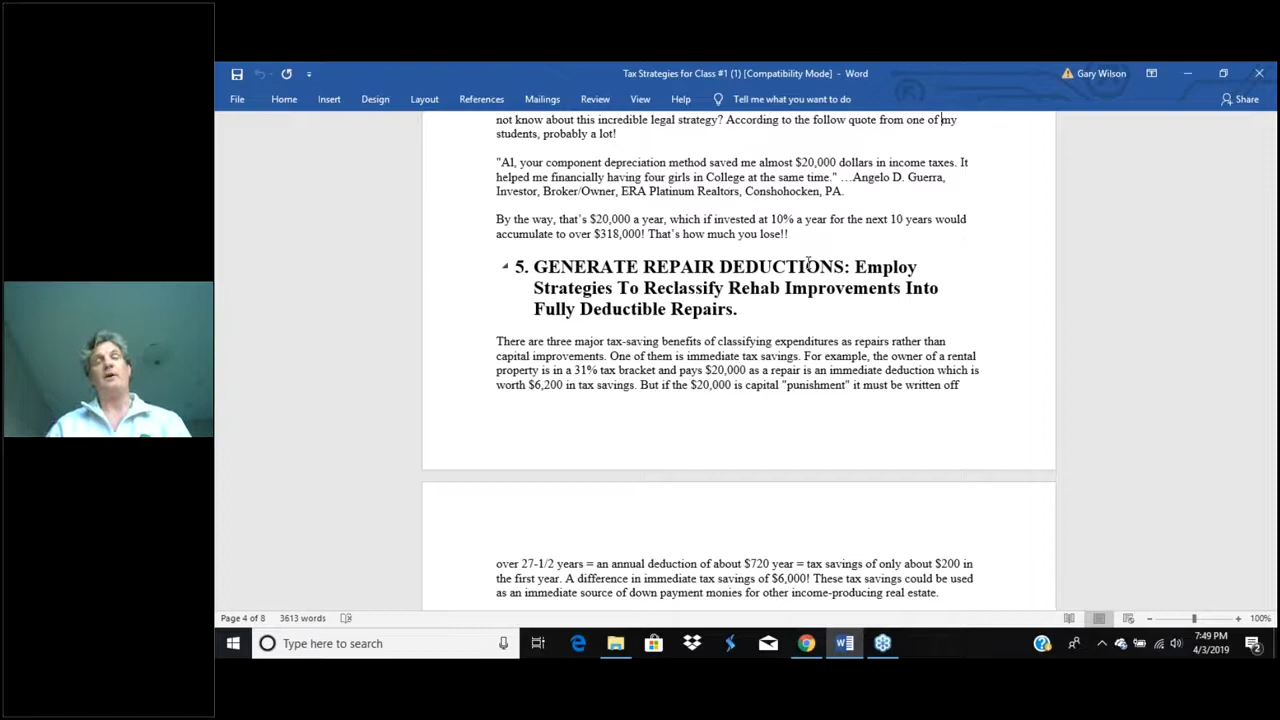 Tax Strategies for Class #1 (1) [Compatibility Mode] - Word
Gary Wilson
File Home Insert Design Layout References Mailings Review View Help Tell me what you want to do Share
not know about this incredible legal strategy? According to the follow quote from one of my
students, probably a lot!
"Al, your component depreciation method saved me almost $20,000 dollars in income taxes. It
helped me financially having four girls in College at the same time." …Angelo D. Guerra,
Investor, Broker/Owner, ERA Platinum Realtors, Conshohocken, PA.
By the way, that's $20,000 a year, which if invested at 10% a year for the next 10 years would
accumulate to over $318,000! That's how much you lose!!
5. GENERATE REPAIR DEDUCTIONS: Employ
Strategies To Reclassify Rehab Improvements Into
Fully Deductible Repairs.
There are three major tax-saving benefits of classifying expenditures as repairs rather than
capital improvements. One of them is immediate tax savings. For example, the owner of a rental
property is in a 31% tax bracket and pays $20,000 as a repair is an immediate deduction which is
worth $6,200 in tax savings. But if the $20,000 is capital "punishment" it must be written off
over 27-1/2 years = an annual deduction of about $720 year = tax savings of only about $200 in
the first year. A difference in immediate tax savings of $6,000! These tax savings could be used
as an immediate source of down payment monies for other income-producing real estate.
Page 4 of 8 3613 words 100%
Type here to search
7:49 PM
4/3/2019
2